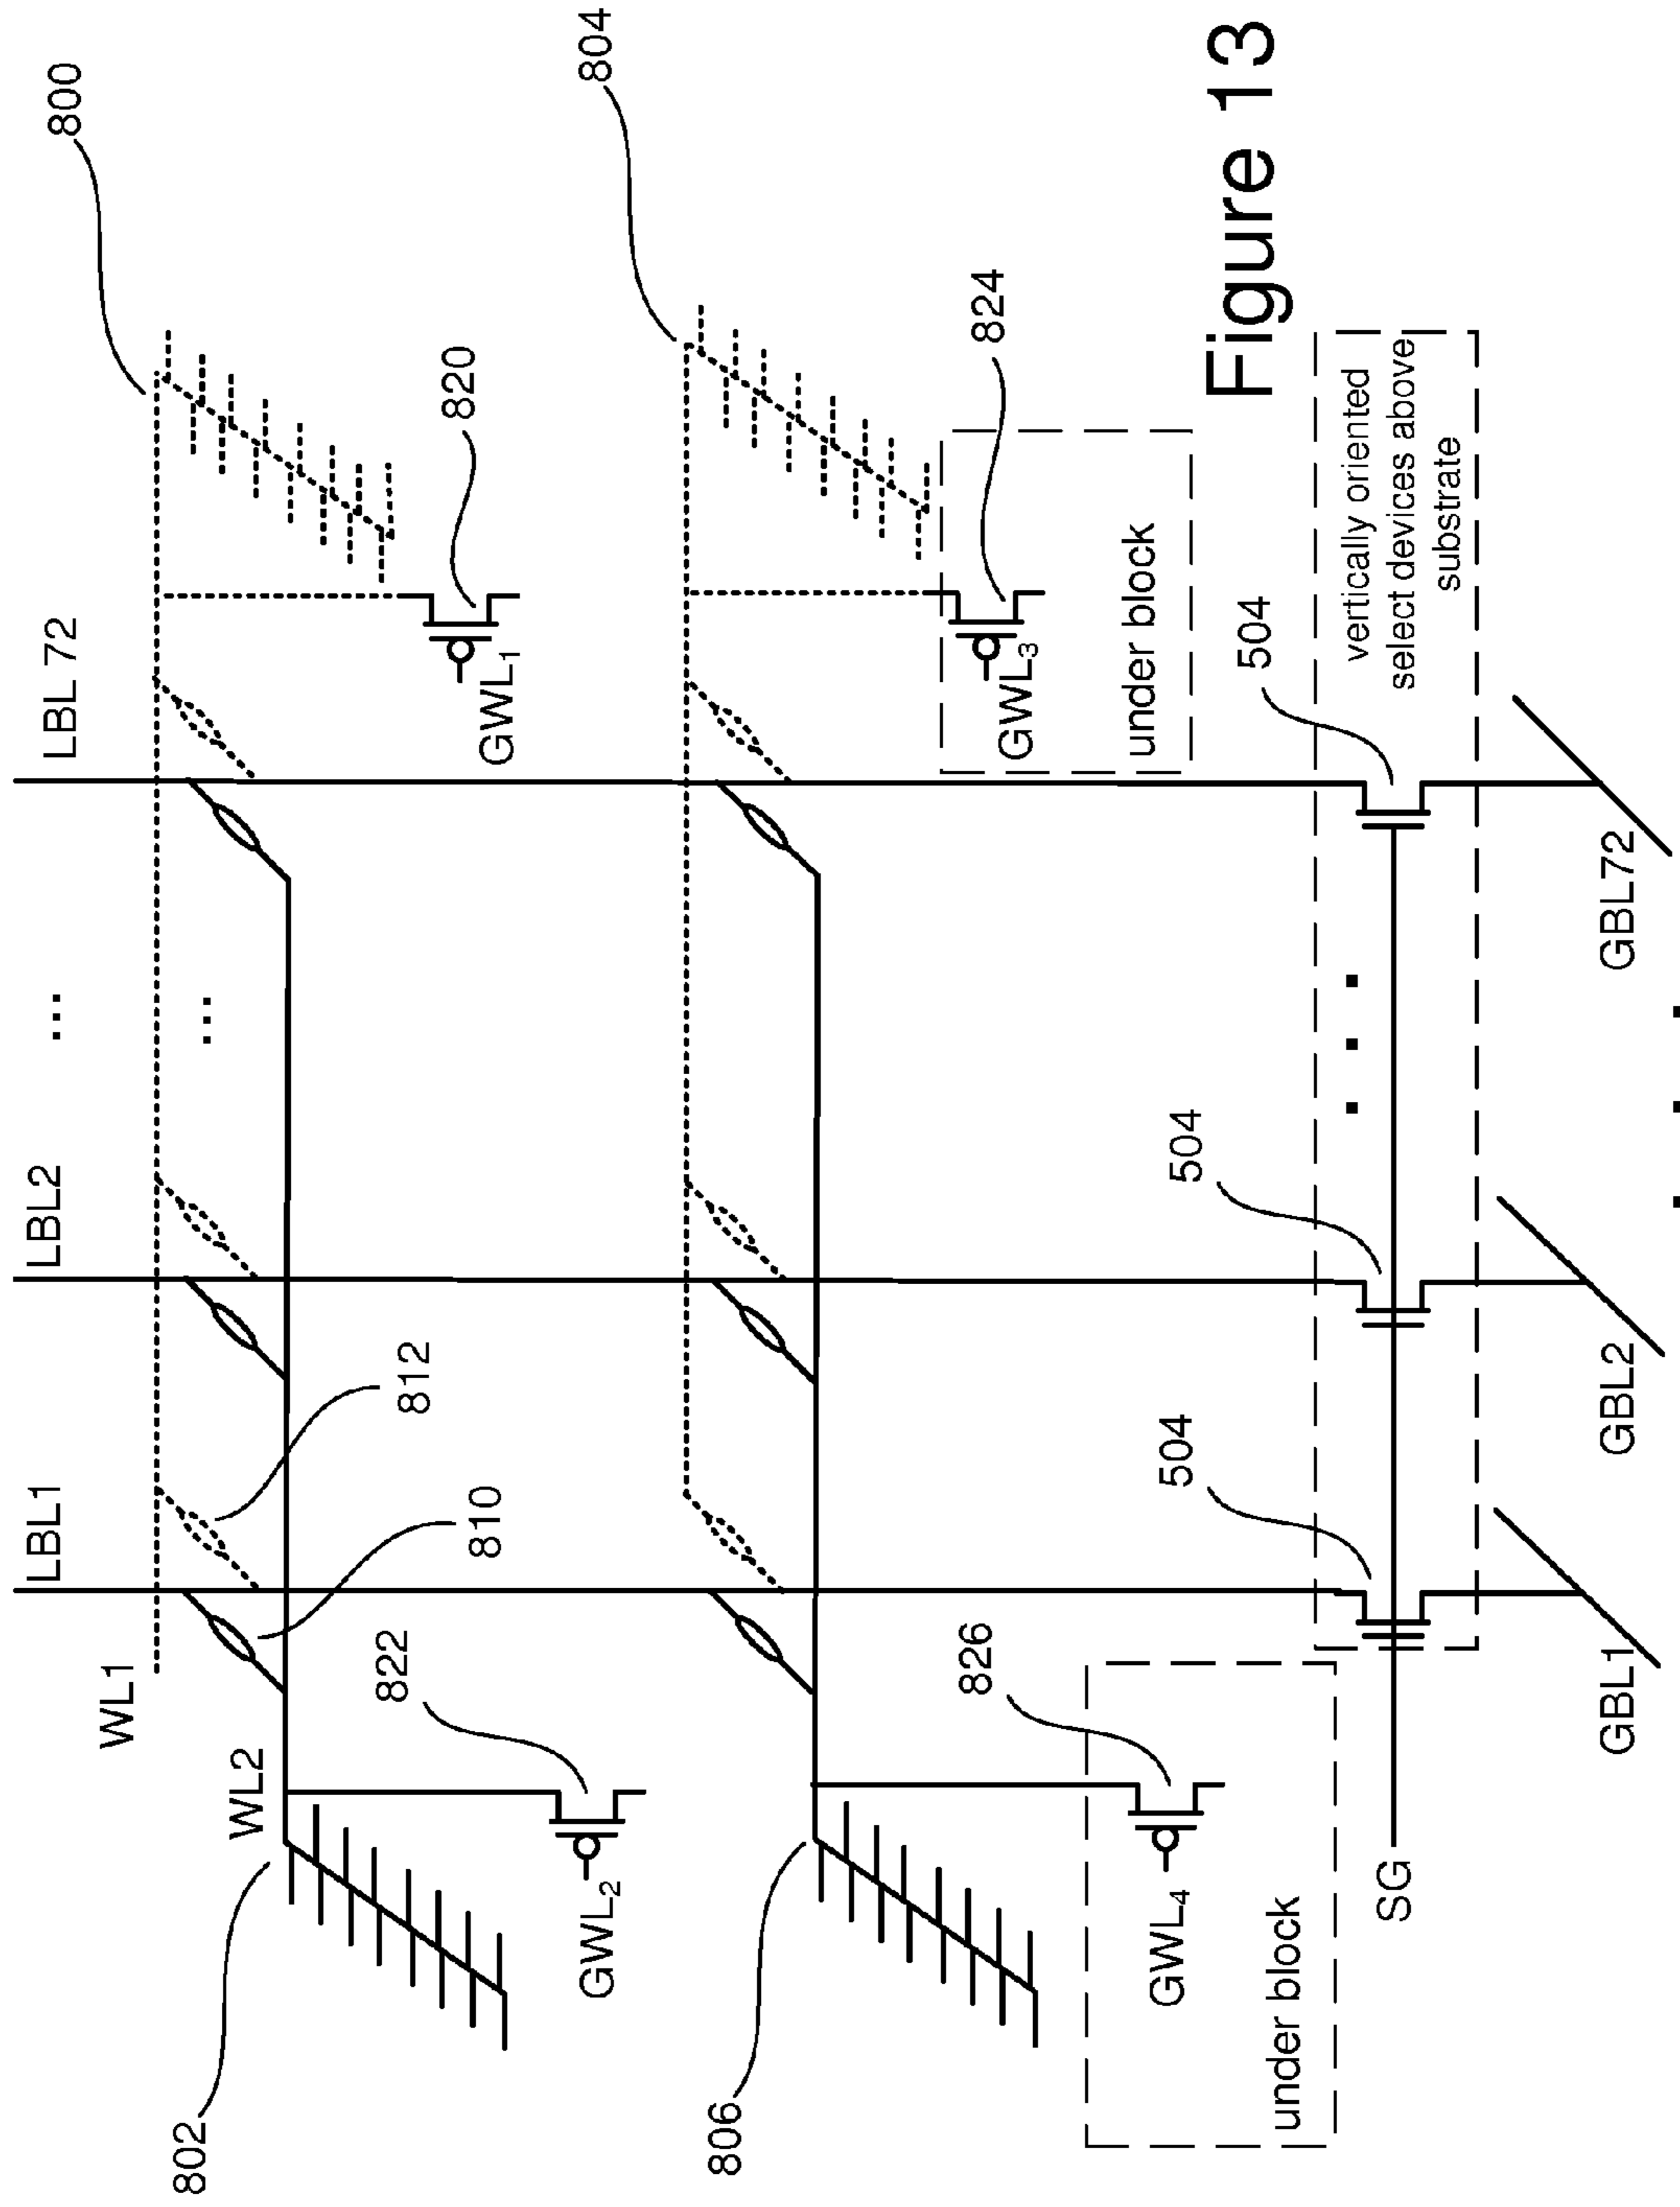 LBL1
LBL2
...
LBL 72
800
WL1
...
802
WL2
812
822
810
820
GWL₁
GWL₂
804
806
826
824
GWL₃
under block
GWL₄
504
504
504
Figure 13
under block
vertically oriented
select devices above
substrate
. . .
SG
GBL1
GBL2
GBL72
. . .